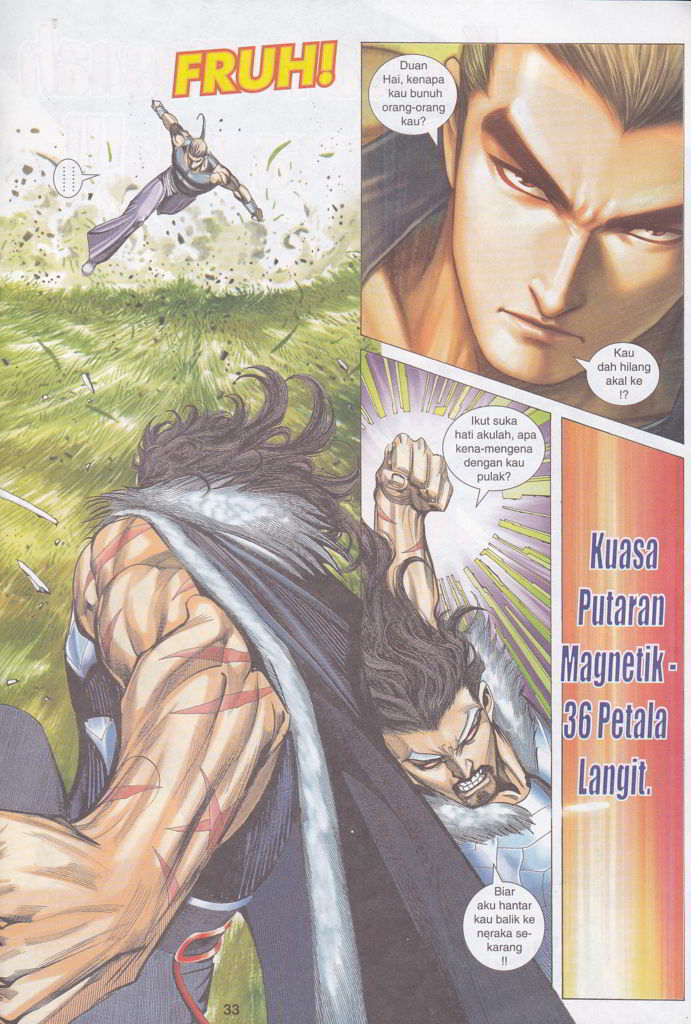 FRUH!
Duan
Hai, kenapa
kau bunuh
orang-orang
kau?
Kau
dah hilang
akal ke
!?
Ikut suka
hati akulah, apa
kena-mengena
dengan kau
pulak?
Biar
aku hantar
kau balik ke
neraka se-
karang
!!
Kuasa
Putaran
Magnetik -
36 Petala
Langit.
33